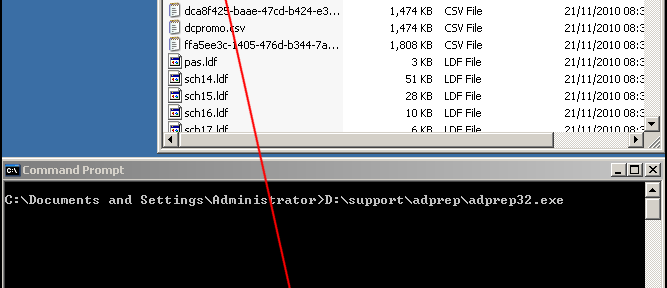 dca8f425-baae-47cd-b424-e3... 1,474 KB CSV File 21/11/2010 08:3
dcpromo.csv 1,474 KB CSV File 21/11/2010 08:3
ffa5ee3c-1405-476d-b344-7a... 1,808 KB CSV File 21/11/2010 08:3
pas.ldf 3 KB LDF File 21/11/2010 08:3
sch14.ldf 51 KB LDF File 21/11/2010 08:3
sch15.ldf 28 KB LDF File 21/11/2010 08:3
sch16.ldf 10 KB LDF File 21/11/2010 08:3
sch17.ldf 6 KB LDF File 21/11/2010 08:3
Command Prompt
C:\Documents and Settings\Administrator>D:\support\adprep\adprep32.exe